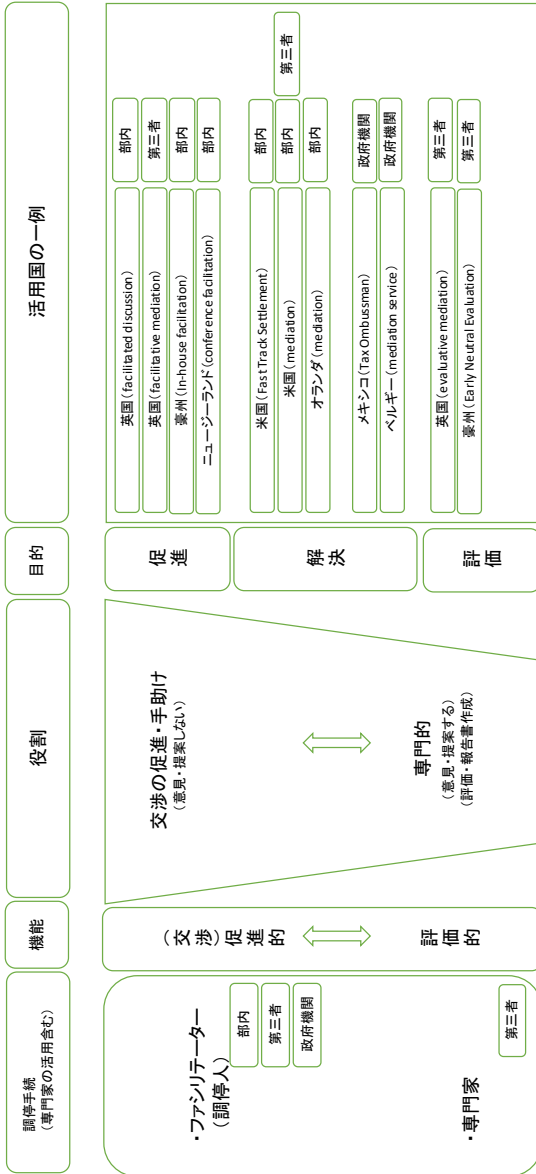 調停手続
（専門家の活用含む）
機能
役割
目的
活用国の一例
・ファシリテーター
（調停人）
部内
第三者
政府機関
・専門家
第三者
（交渉）促進的
評価的
交渉の促進・手助け
（意見・提案しない）
専門的
（意見・提案する）
（評価・報告書作成）
促進
解決
評価
英国（facilitated discussion）
部内
英国（facilitative mediation）
第三者
豪州（In-house facilitation）
部内
ニュージーランド（conference facilitation）
部内
米国（Fast Track Settlement）
部内
米国（mediation）
部内
第三者
オランダ（mediation）
部内
メキシコ（Tax Ombussman）
政府機関
ベルギー（mediation service）
政府機関
英国（evaluative mediation）
第三者
豪州（Early Neutral Evaluation）
第三者